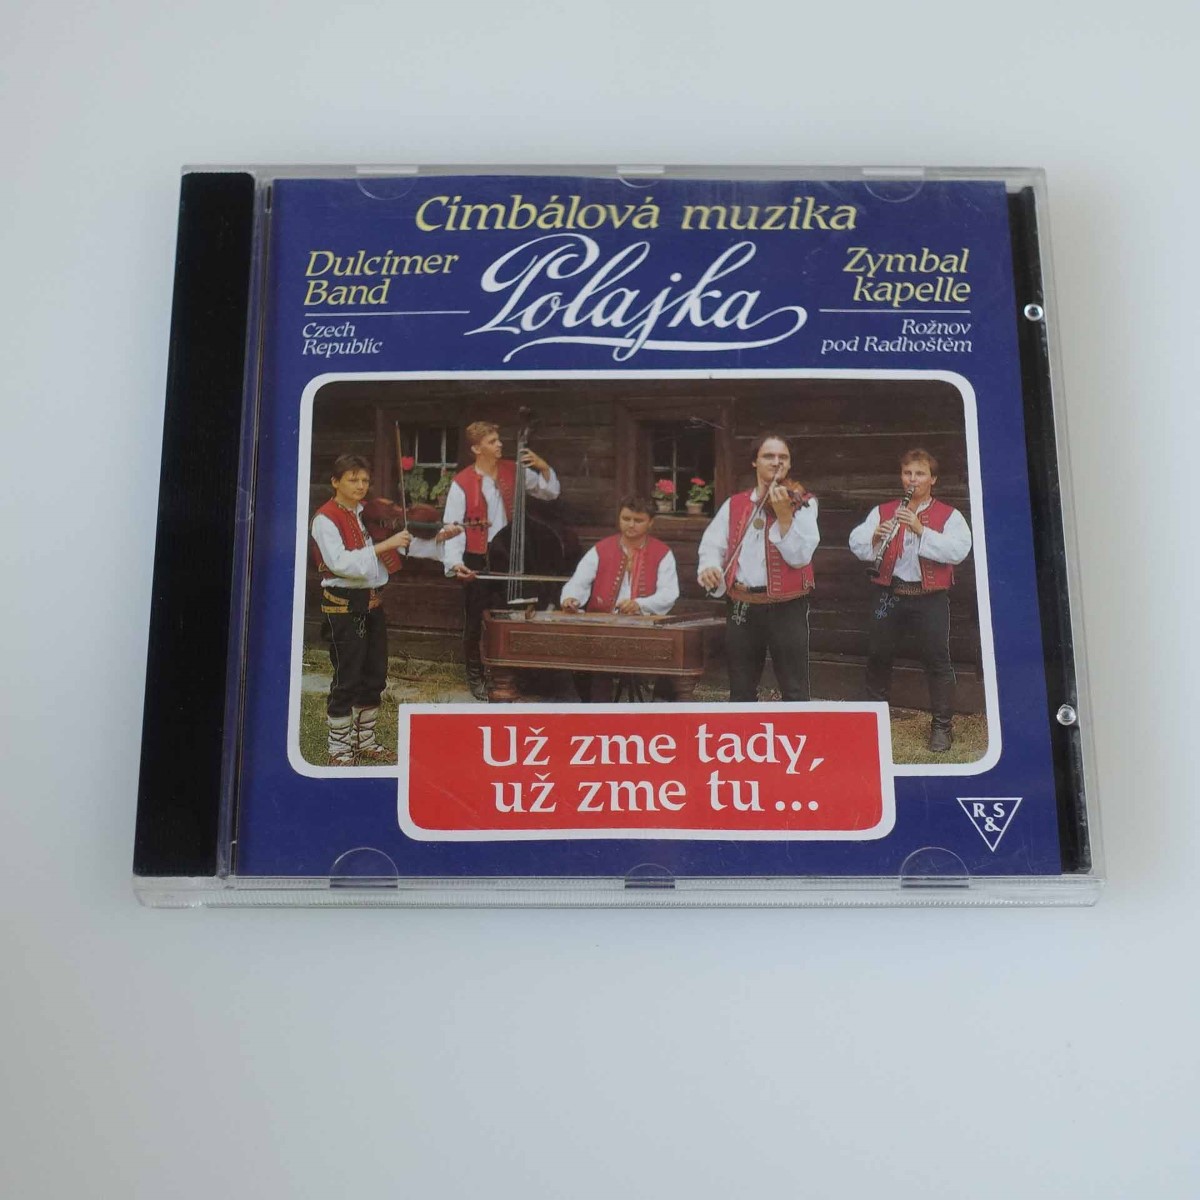 Cimbálová muzika
Dulcimer
Band
Polajka
Zymbal
kapelle
Czech
Republic
Rožnov
pod Radhoštěm
Už zme tady,
už zme tu...
R & S